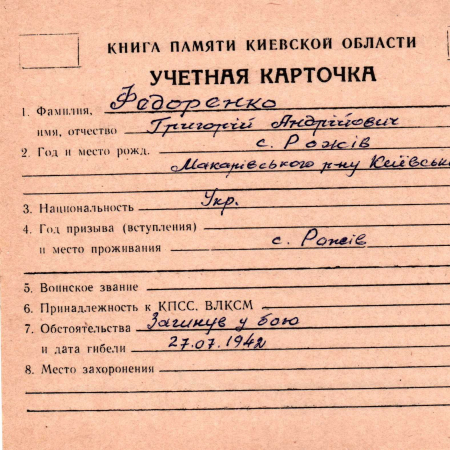 КНИГА ПАМЯТИ КИЕВСКОЙ ОБЛАСТИ
УЧЕТНАЯ КАРТОЧКА
1. Фамилия, Федоренко
имя, отчество Григорій Андрійович
2. Год и место рожд. с. Рожів
Макарівського р-ну Київсько
3. Национальность Укр.
4. Год призыва (вступления)
и место проживания с. Рожів
5. Воинское звание
6. Принадлежность к КПСС, ВЛКСМ
7. Обстоятельства Загинув у бою
и дата гибели 27.07.1942
8. Место захоронения